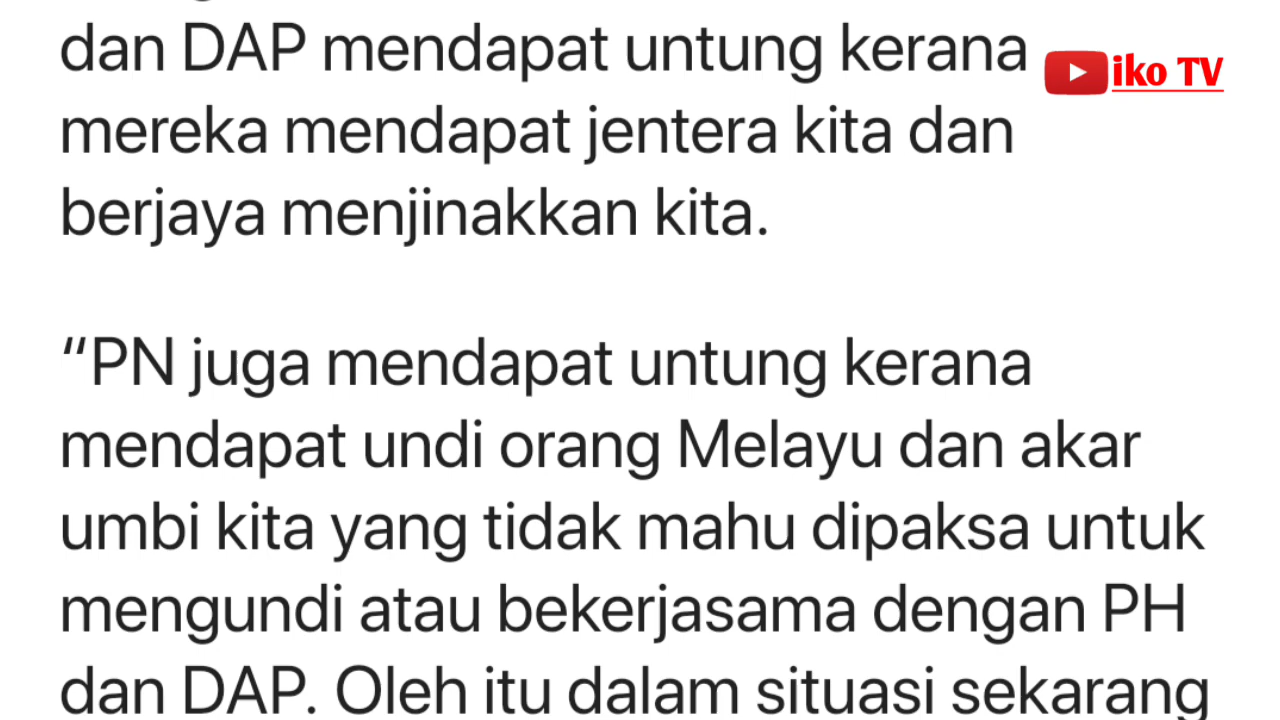 dan DAP mendapat untung kerana
iko TV
mereka mendapat jentera kita dan
berjaya menjinakkan kita.
“PN juga mendapat untung kerana
mendapat undi orang Melayu dan akar
umbi kita yang tidak mahu dipaksa untuk
mengundi atau bekerjasama dengan PH
dan DAP. Oleh itu dalam situasi sekarang